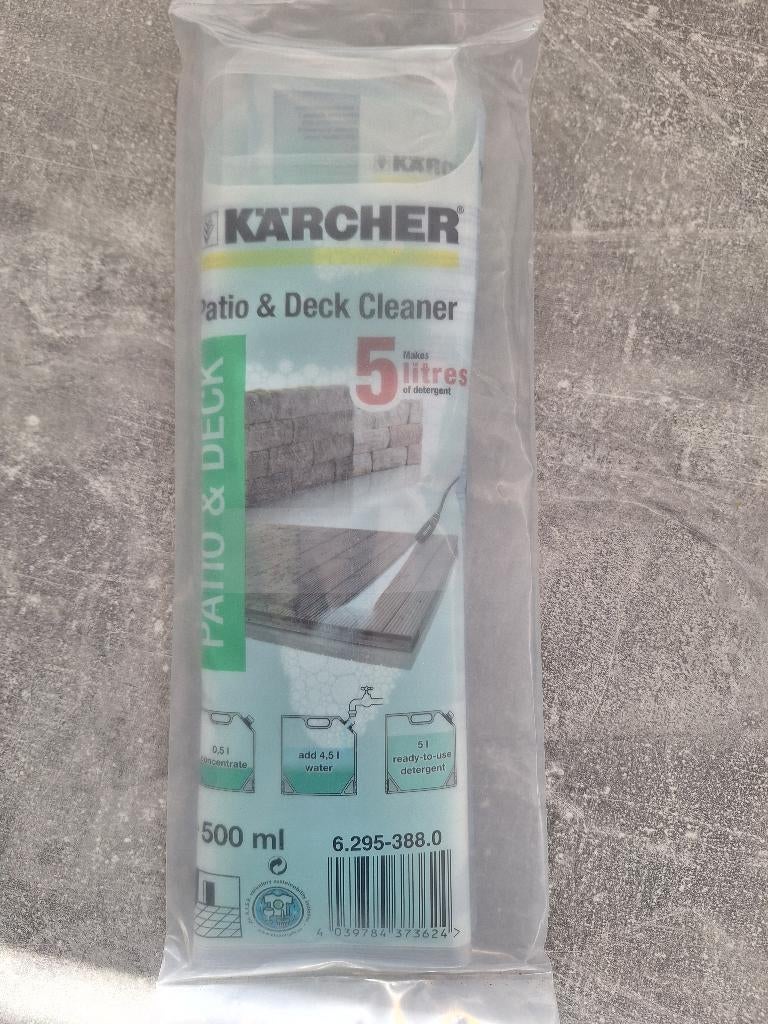 KÄRC
KÄRCHER®
Patio & Deck Cleaner
PATIO & DECK
5 Makes
litres
of detergent
0,5 l
concentrate
add 4,5 l
water
5 l
ready-to-use
detergent
500 ml
6.295-388.0
4 039784 373624 >